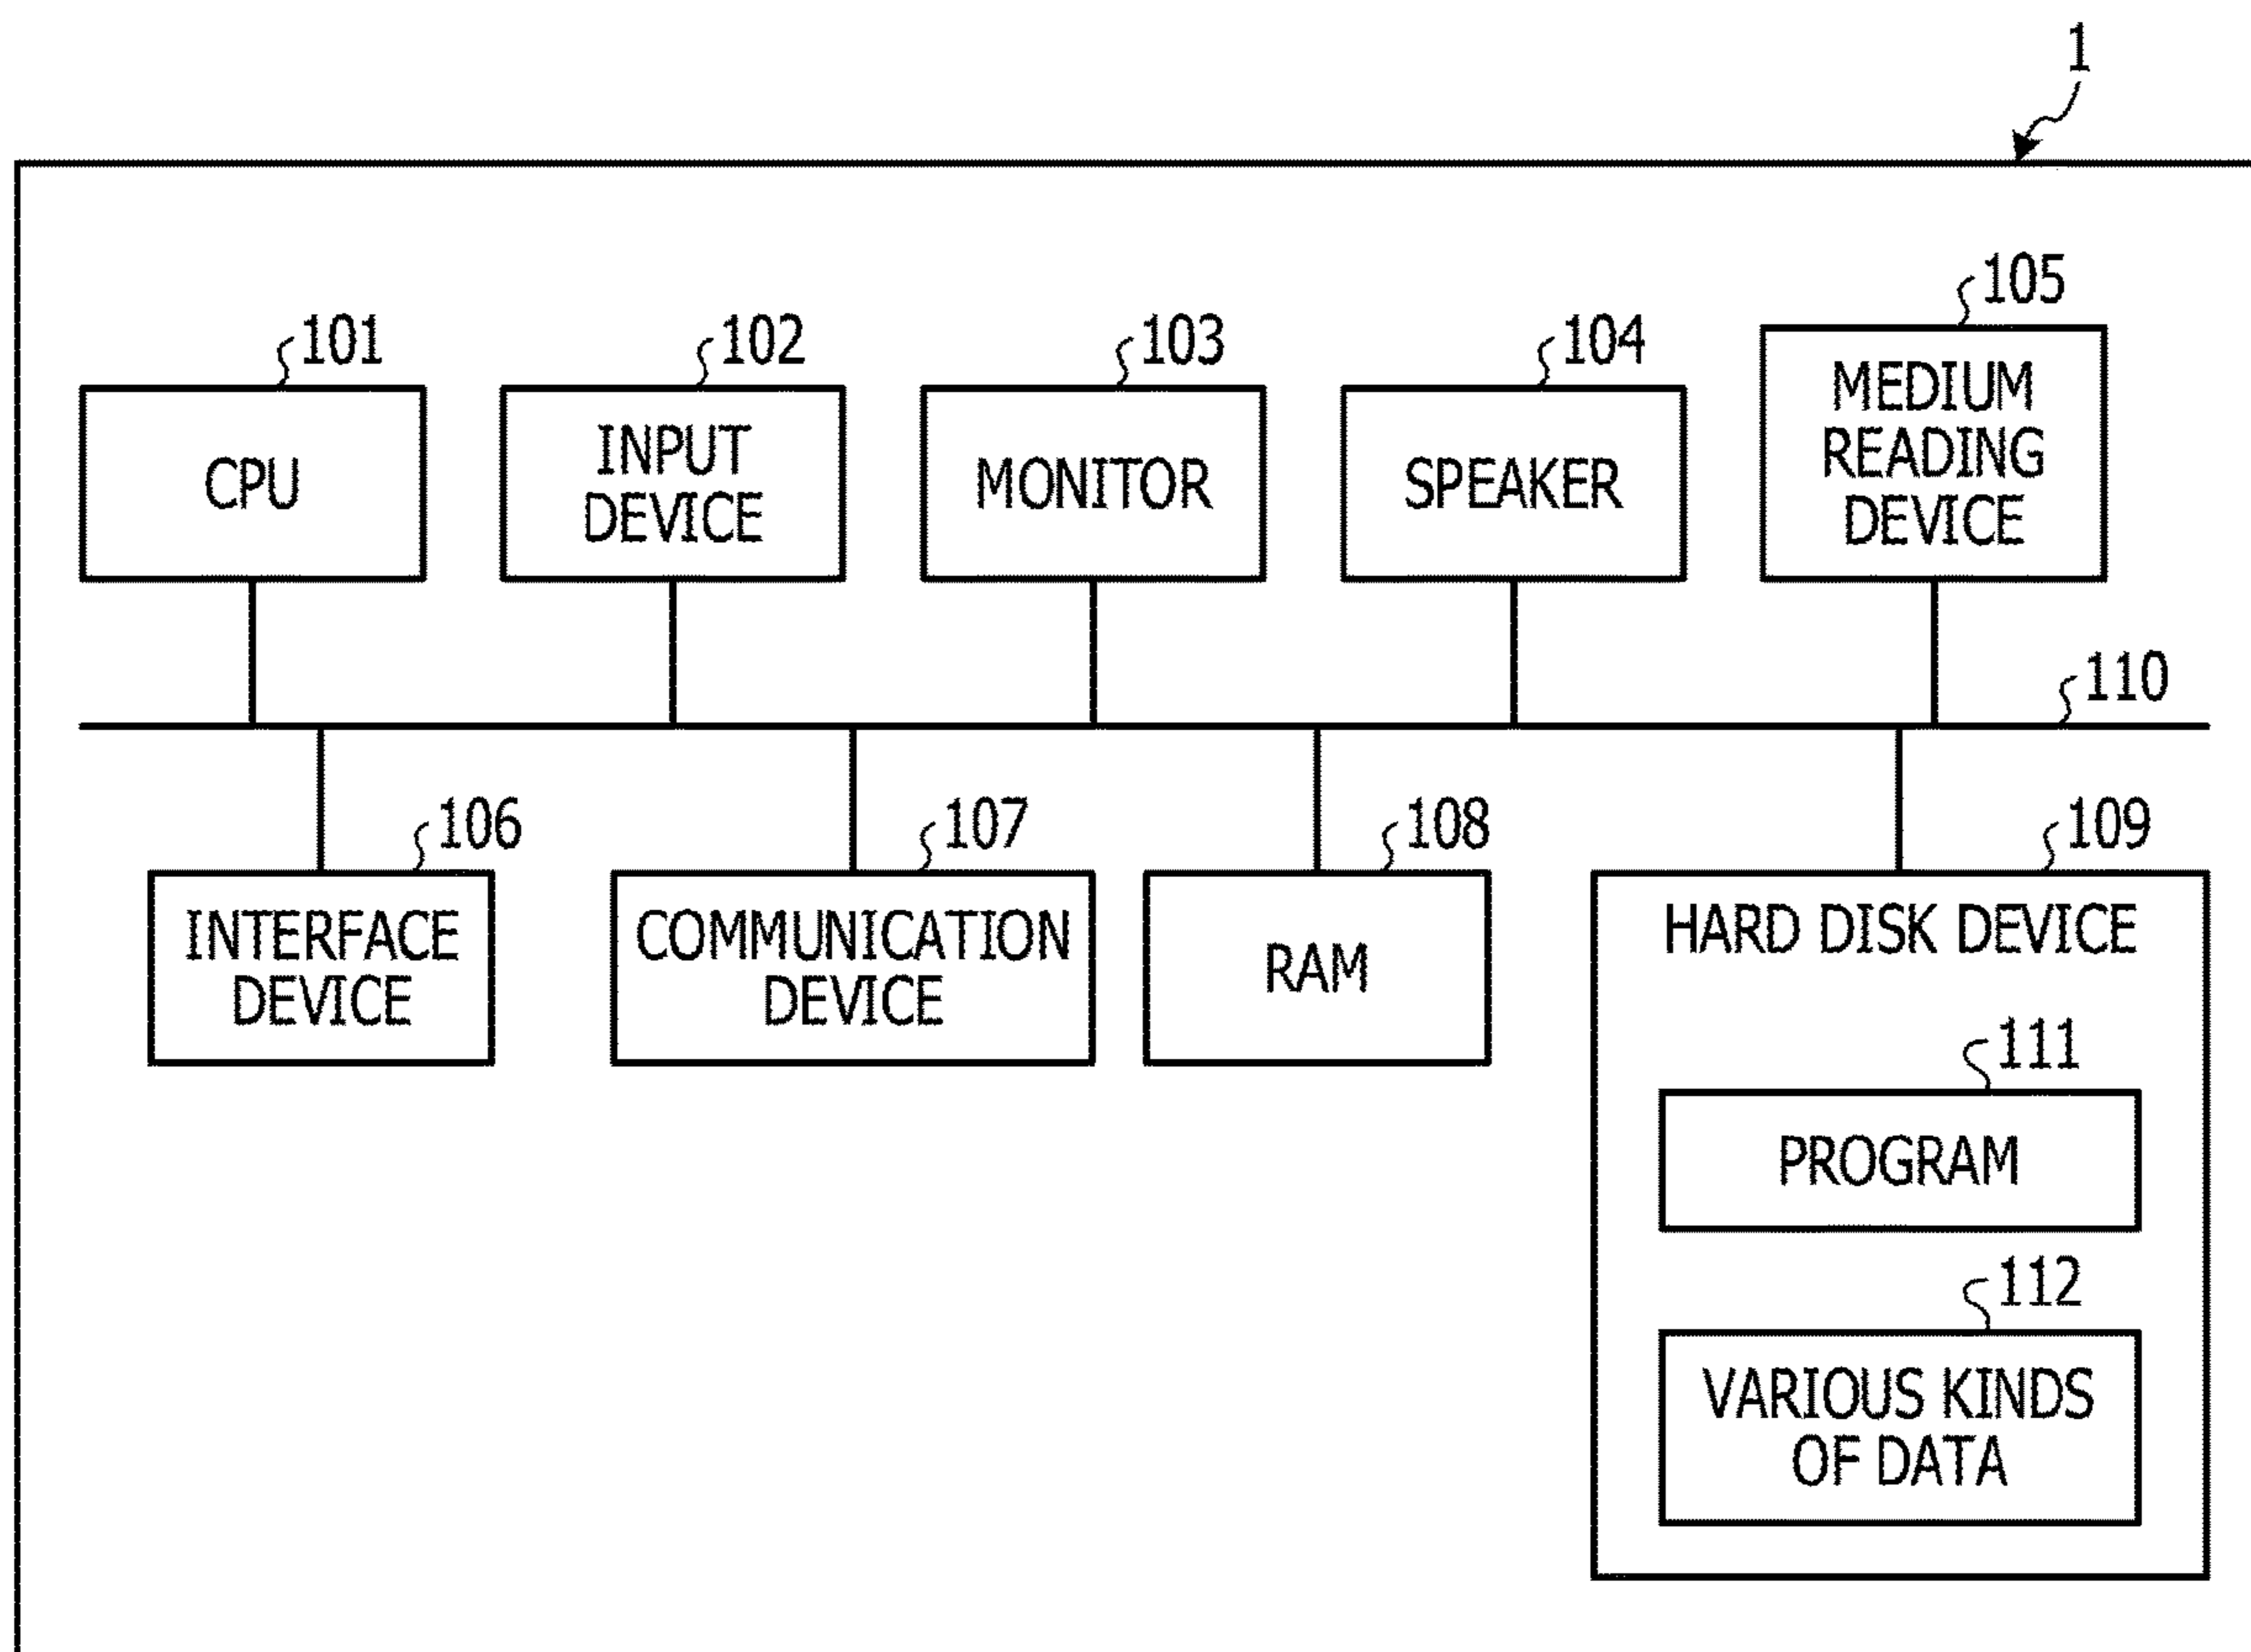 1
101
102
103
104
105
CPU
INPUT
DEVICE
MONITOR
SPEAKER
MEDIUM
READING
DEVICE
110
106
107
108
109
INTERFACE
DEVICE
COMMUNICATION
DEVICE
RAM
HARD DISK DEVICE
111
PROGRAM
112
VARIOUS KINDS
OF DATA